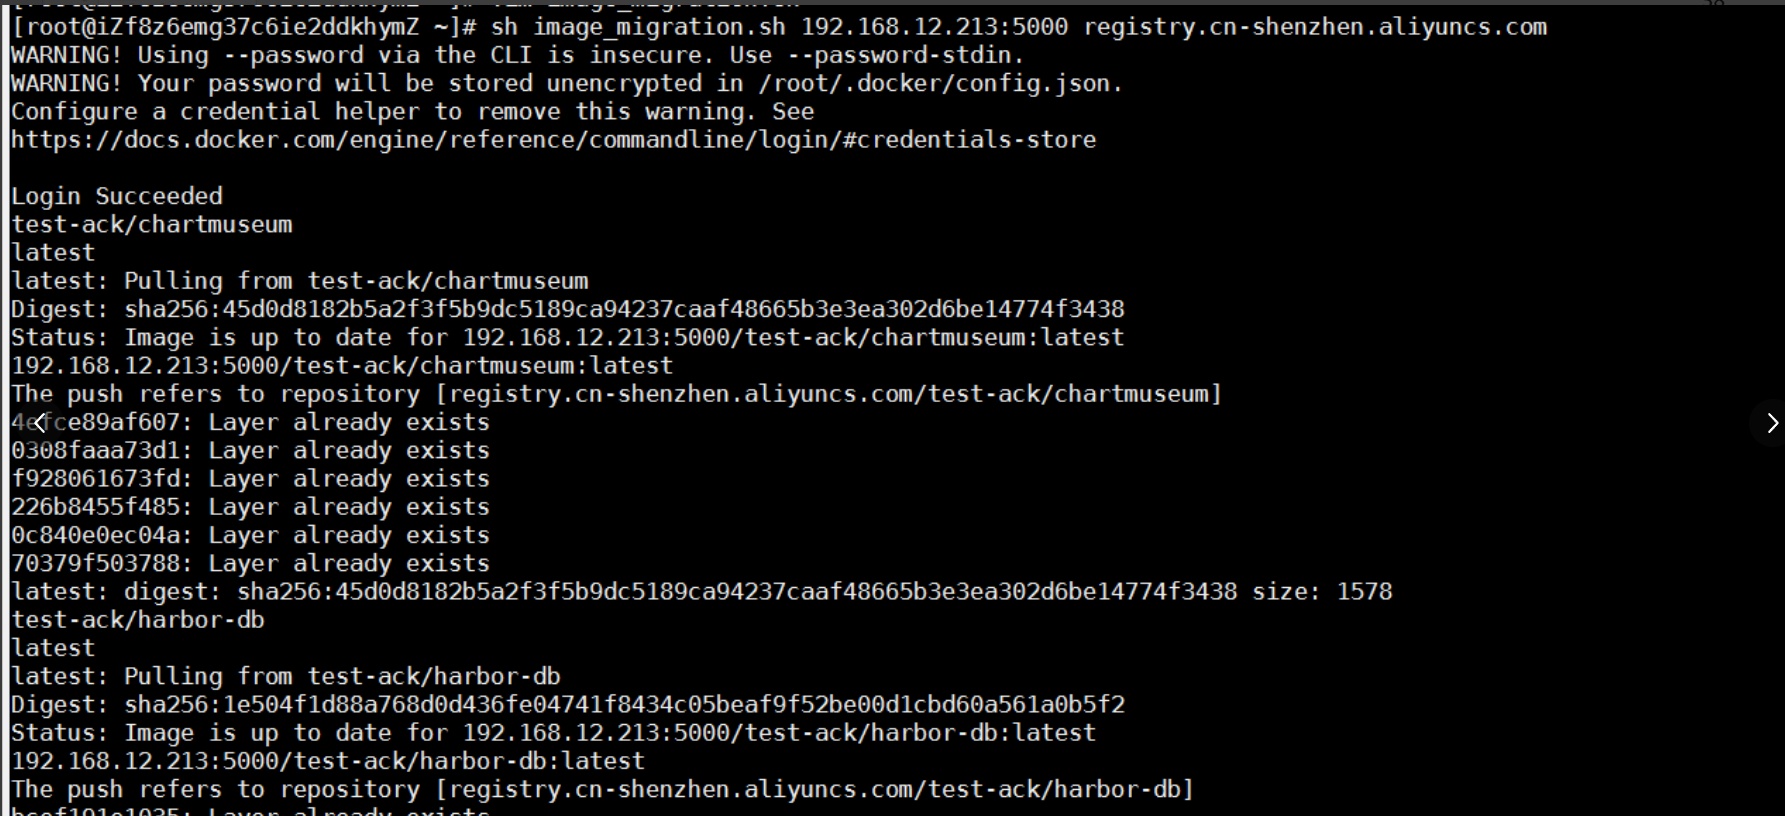 [root@iZf8z6emg37c6ie2ddkhymZ ~]# sh image_migration.sh 192.168.12.213:5000 registry.cn-shenzhen.aliyuncs.com
WARNING! Using --password via the CLI is insecure. Use --password-stdin.
WARNING! Your password will be stored unencrypted in /root/.docker/config.json.
Configure a credential helper to remove this warning. See
https://docs.docker.com/engine/reference/commandline/login/#credentials-store
Login Succeeded
test-ack/chartmuseum
latest
latest: Pulling from test-ack/chartmuseum
Digest: sha256:45d0d8182b5a2f3f5b9dc5189ca94237caaf48665b3e3ea302d6be14774f3438
Status: Image is up to date for 192.168.12.213:5000/test-ack/chartmuseum:latest
192.168.12.213:5000/test-ack/chartmuseum:latest
The push refers to repository [registry.cn-shenzhen.aliyuncs.com/test-ack/chartmuseum]
4efce89af607: Layer already exists
0308faaa73d1: Layer already exists
f928061673fd: Layer already exists
226b8455f485: Layer already exists
0c840e0ec04a: Layer already exists
70379f503788: Layer already exists
latest: digest: sha256:45d0d8182b5a2f3f5b9dc5189ca94237caaf48665b3e3ea302d6be14774f3438 size: 1578
test-ack/harbor-db
latest
latest: Pulling from test-ack/harbor-db
Digest: sha256:1e504f1d88a768d0d436fe04741f8434c05beaf9f52be00d1cbd60a561a0b5f2
Status: Image is up to date for 192.168.12.213:5000/test-ack/harbor-db:latest
192.168.12.213:5000/test-ack/harbor-db:latest
The push refers to repository [registry.cn-shenzhen.aliyuncs.com/test-ack/harbor-db]
Layer already exists